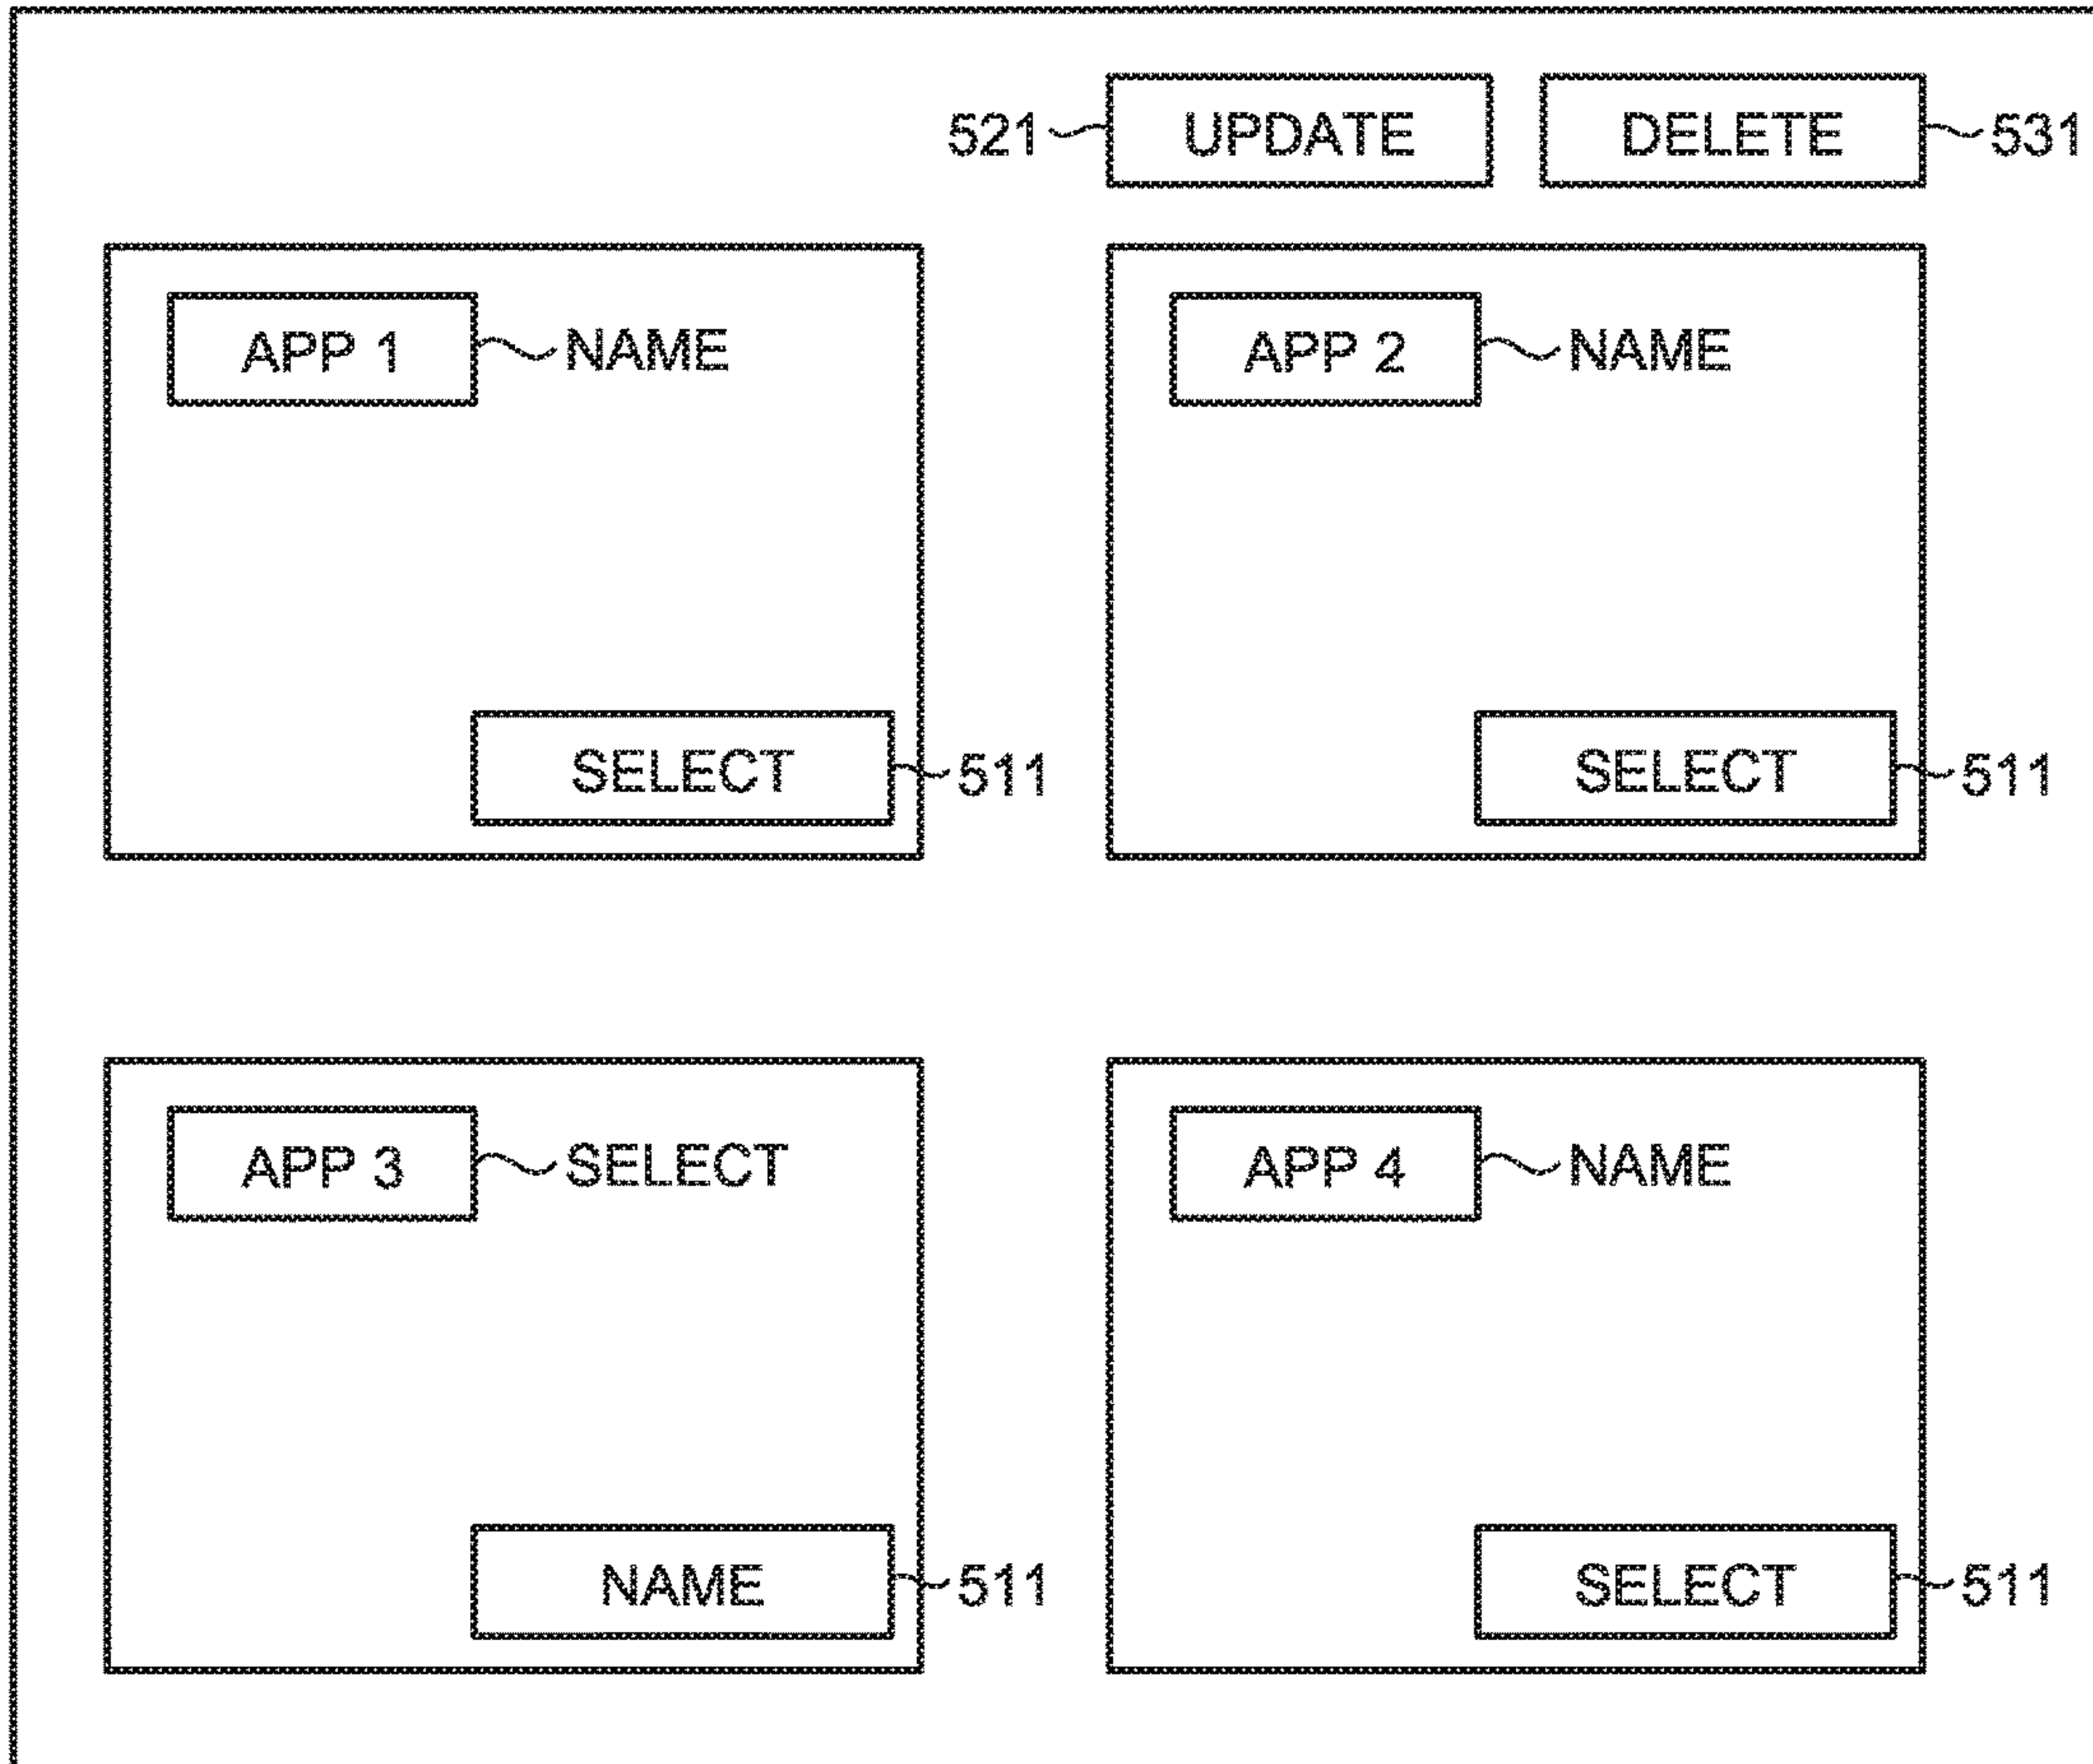 521 UPDATE DELETE 531
APP 1 NAME
APP 2 NAME
SELECT 511
SELECT 511
APP 3 SELECT
APP 4 NAME
NAME 511
SELECT 511